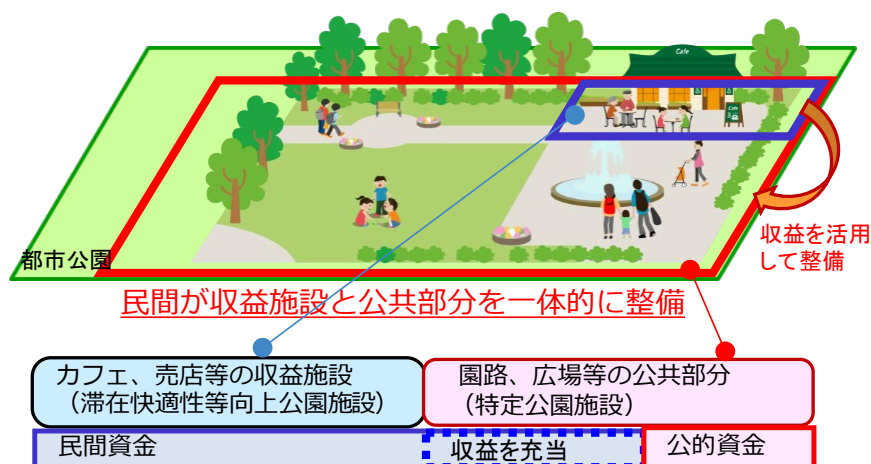 Cafe
Cafe
都市公園
収益を活用
して整備
民間が収益施設と公共部分を一体的に整備
カフェ、売店等の収益施設
（滞在快適性等向上公園施設）
園路、広場等の公共部分
（特定公園施設）
民間資金
収益を充当
公的資金